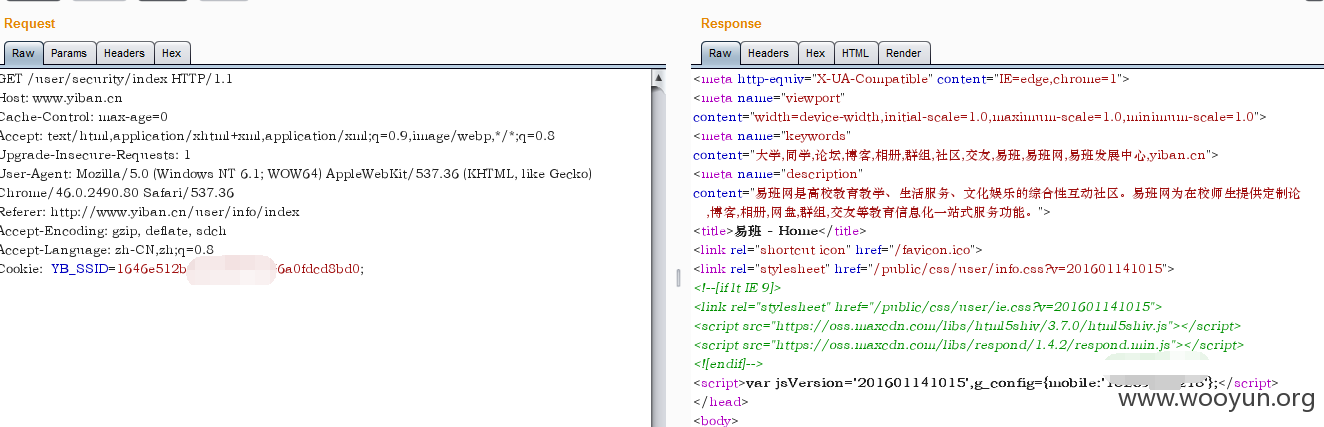 Request
Raw Params Headers Hex
GET /user/security/index HTTP/1.1
Host: www.yiban.cn
Cache-Control: max-age=0
Accept: text/html,application/xhtml+xml,application/xml;q=0.9,image/webp,*/*;q=0.8
Upgrade-Insecure-Requests: 1
User-Agent: Mozilla/5.0 (Windows NT 6.1; WOW64) AppleWebKit/537.36 (KHTML, like Gecko)
Chrome/46.0.2490.80 Safari/537.36
Referer: http://www.yiban.cn/user/info/index
Accept-Encoding: gzip, deflate, sdch
Accept-Language: zh-CN,zh;q=0.8
Cookie: YB_SSID=1646e512b 6a0fdcd8bd0;
Response
Raw Headers Hex HTML Render
<meta http-equiv="X-UA-Compatible" content="IE=edge,chrome=1">
<meta name="viewport"
content="width=device-width,initial-scale=1.0,maximum-scale=1.0,minimum-scale=1.0">
<meta name="keywords"
content="大学,同学,论坛,博客,相册,群组,社区,交友,易班,易班网,易班发展中心,yiban.cn">
<meta name="description"
content="易班网是高校教育教学、生活服务、文化娱乐的综合性互动社区。易班网为在校师生提供定制论
,博客,相册,网盘,群组,交友等教育信息化一站式服务功能。">
<title>易班 - Home</title>
<link rel="shortcut icon" href="/favicon.ico">
<link rel="stylesheet" href="/public/css/user/info.css?v=201601141015">
<!--[if lt IE 9]>
<link rel="stylesheet" href="/public/css/user/ie.css?v=201601141015">
<script src="https://oss.maxcdn.com/libs/html5shiv/3.7.0/html5shiv.js"></script>
<script src="https://oss.maxcdn.com/libs/respond/1.4.2/respond.min.js"></script>
<![endif]-->
<script>var jsVersion='201601141015',g_config={mobile:' '};</script>
</head>
<body>
www.wooyun.org